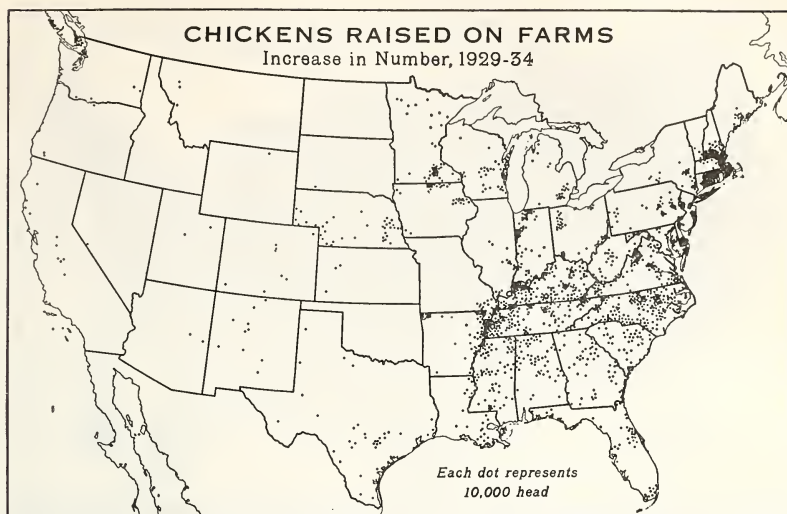 CHICKENS RAISED ON FARMS
Increase in Number, 1929-34
Each dot represents
10,000 head